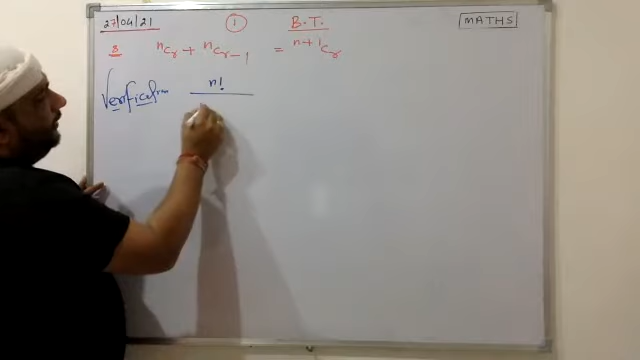 27/04/21 ① B.T. MATHS
8 ⁿCᵣ + ⁿCᵣ₋₁ = ⁿ⁺¹Cᵣ
Verification n!